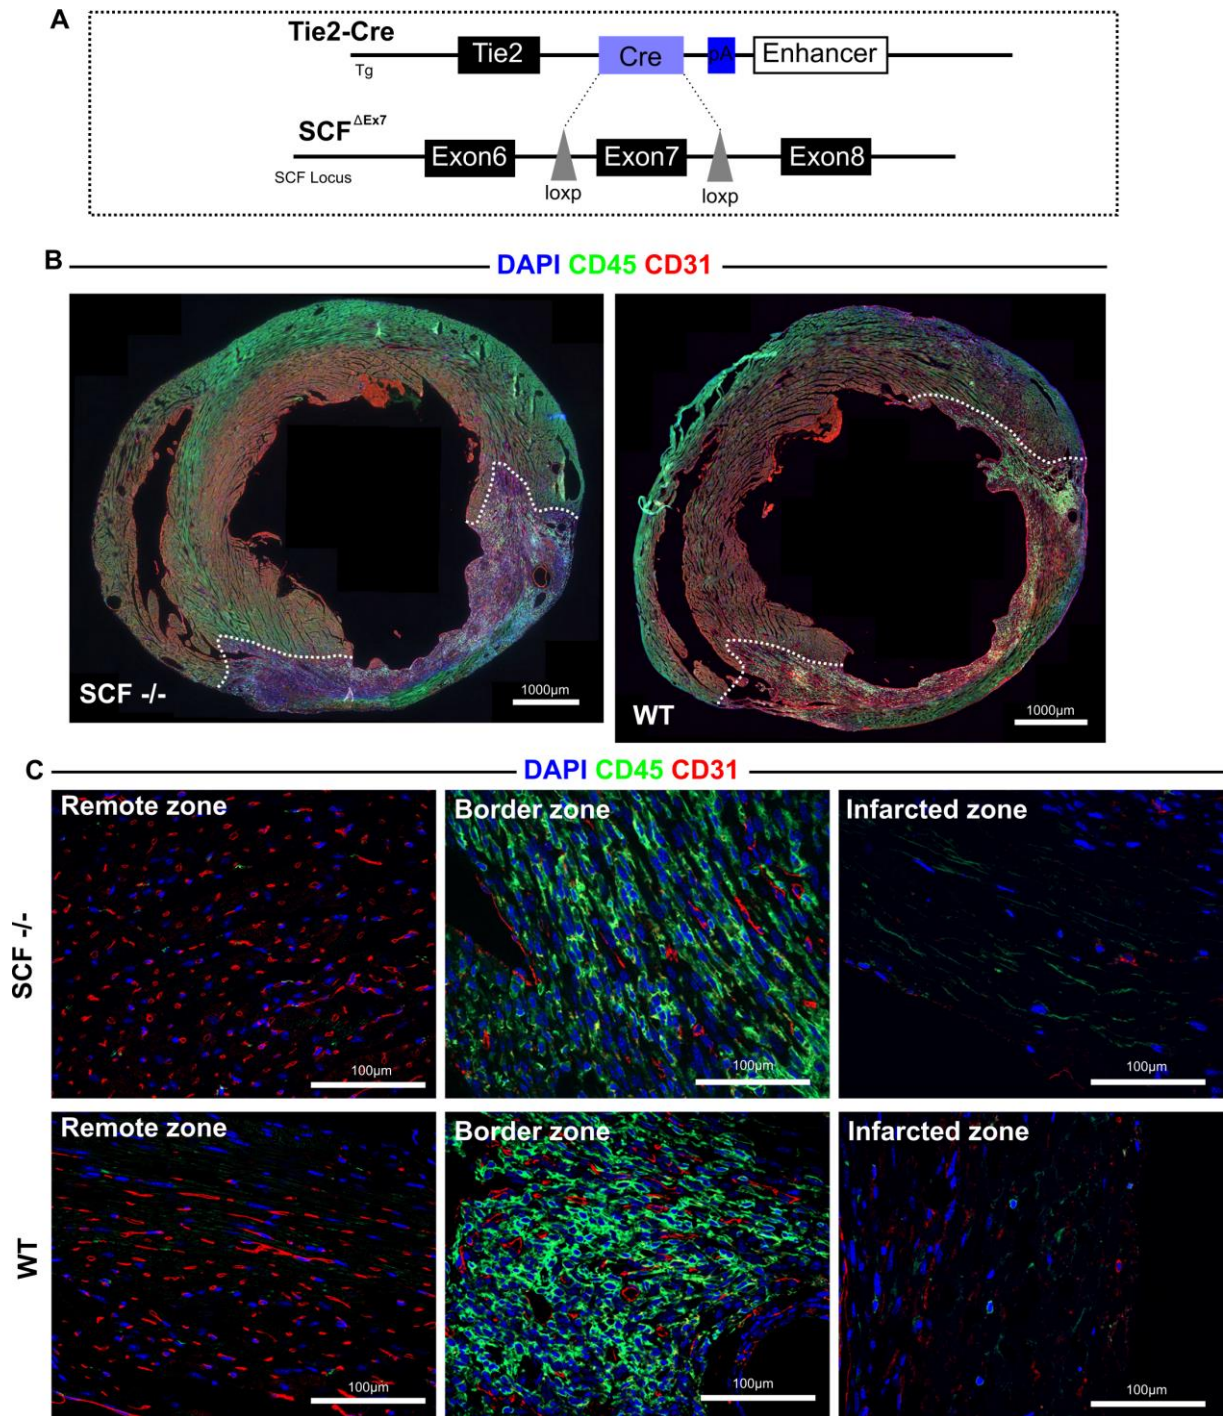 A
Tie2-Cre
Tg
Tie2
Cre
pA
Enhancer
SCF ΔEx7
SCF Locus
Exon6
loxp
Exon7
loxp
Exon8
B
DAPI CD45 CD31
SCF -/-
1000µm
WT
1000µm
C
DAPI CD45 CD31
SCF -/-
Remote zone
100µm
Border zone
100µm
Infarcted zone
100µm
WT
Remote zone
100µm
Border zone
100µm
Infarcted zone
100µm